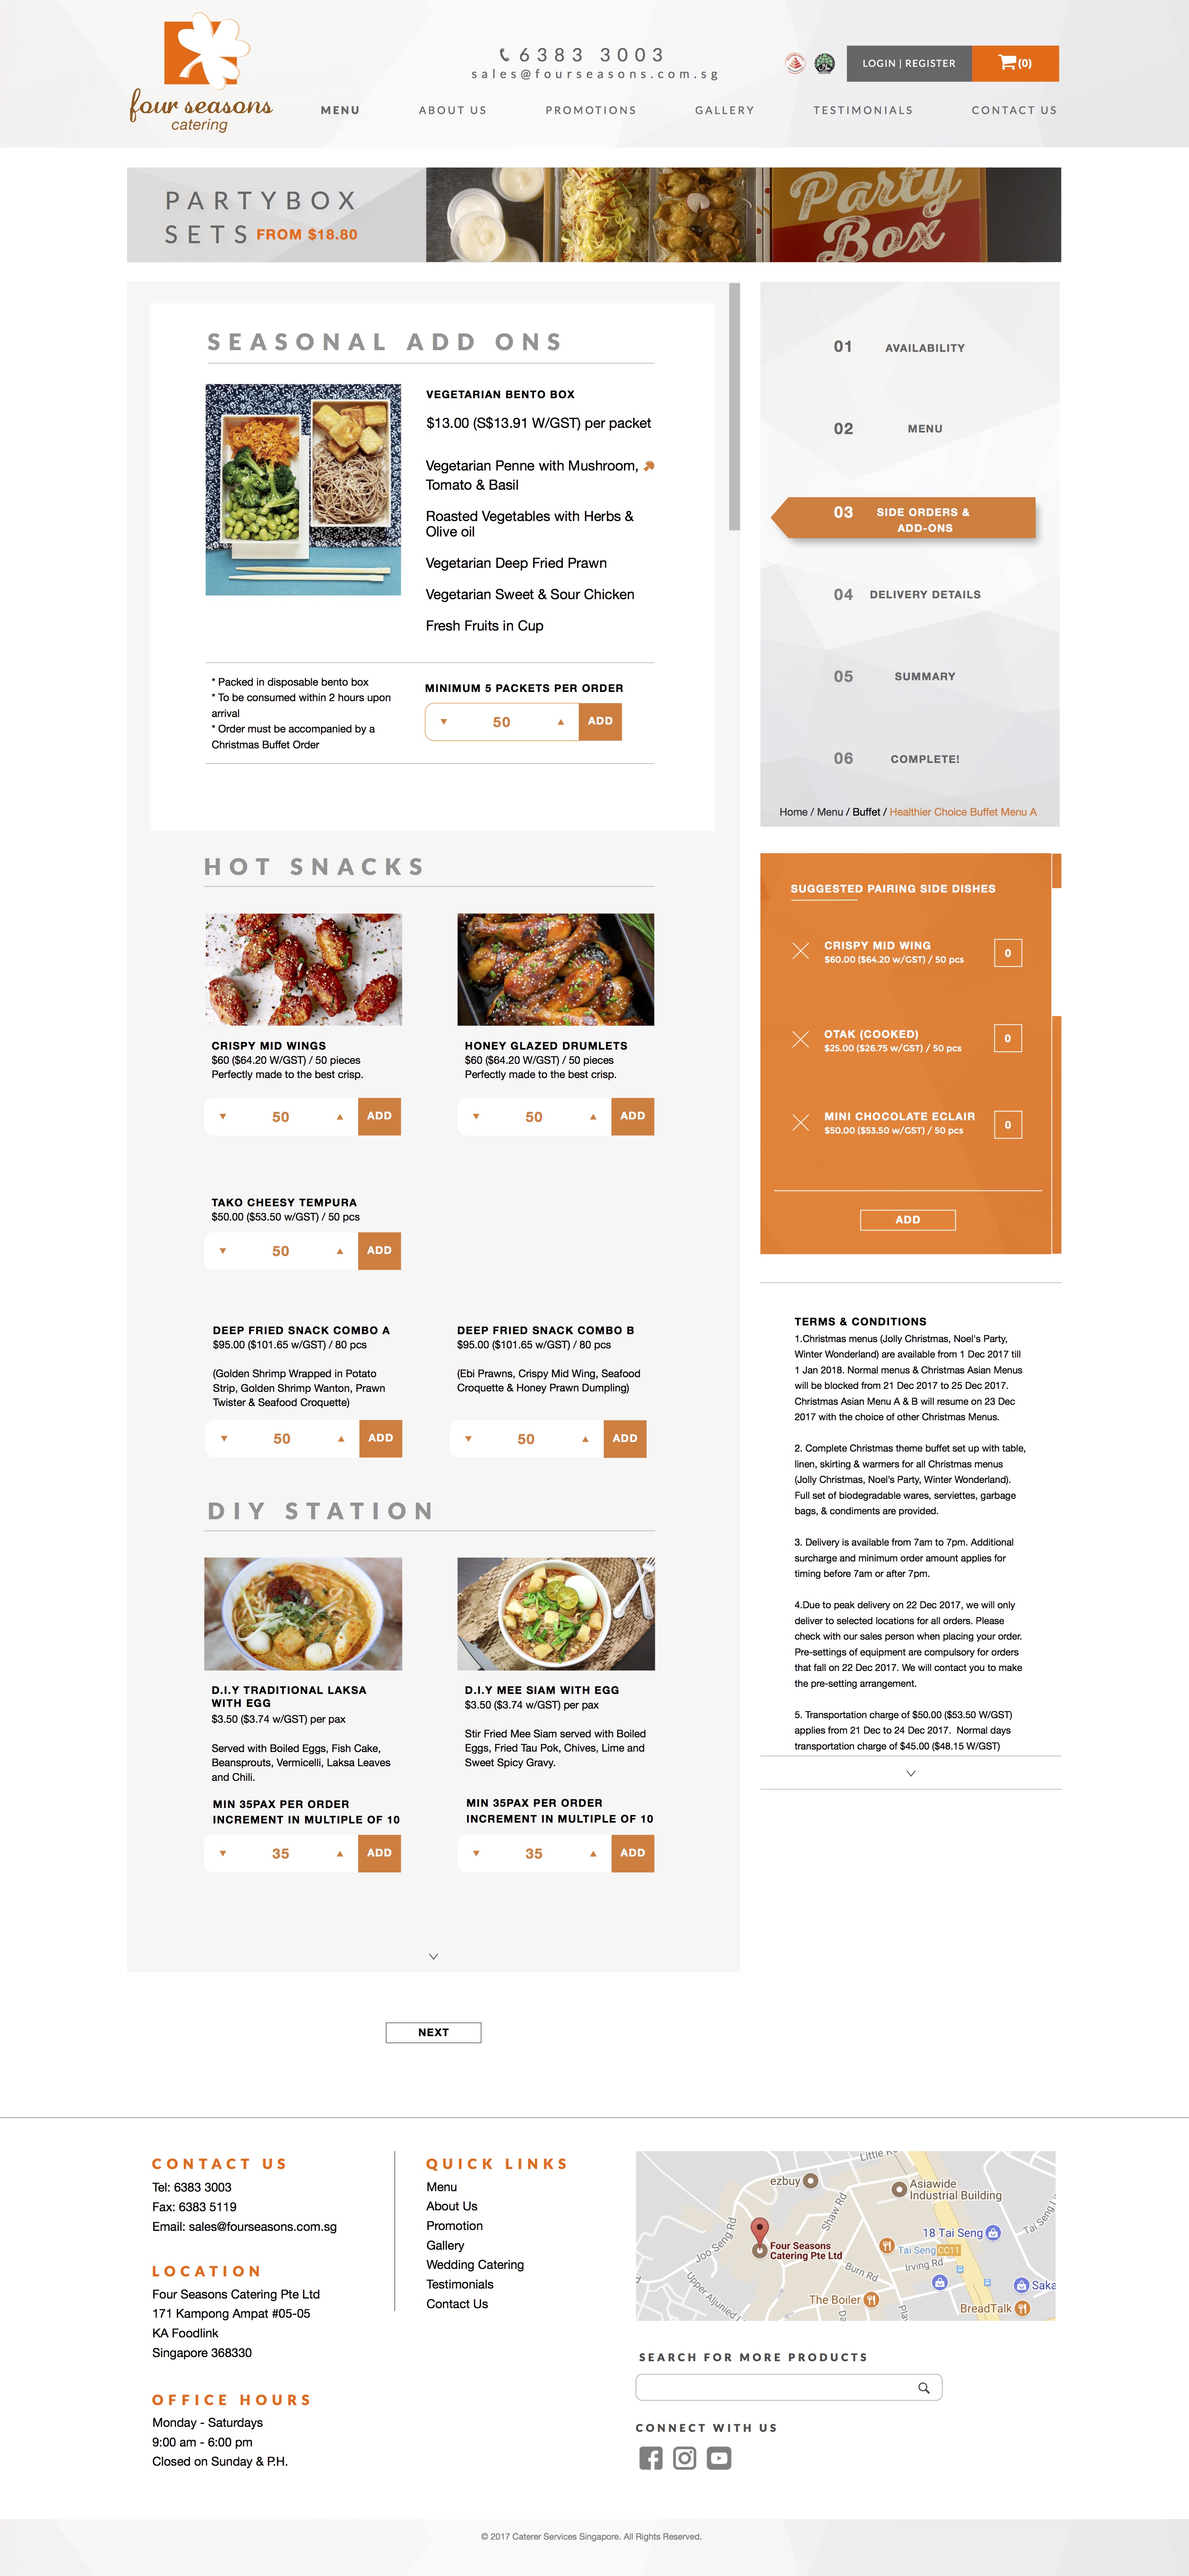 four seasons
catering
6383 3003
sales@fourseasons.com.sg
LOGIN | REGISTER
(0)
MENU
ABOUT US
PROMOTIONS
GALLERY
TESTIMONIALS
CONTACT US
PARTYBOX
SETS FROM $18.80
Party
Box
SEASONAL ADD ONS
VEGETARIAN BENTO BOX
$13.00 (S$13.91 W/GST) per packet
Vegetarian Penne with Mushroom,
Tomato & Basil
Roasted Vegetables with Herbs &
Olive oil
Vegetarian Deep Fried Prawn
Vegetarian Sweet & Sour Chicken
Fresh Fruits in Cup
* Packed in disposable bento box
* To be consumed within 2 hours upon
arrival
* Order must be accompanied by a
Christmas Buffet Order
MINIMUM 5 PACKETS PER ORDER
50
ADD
HOT SNACKS
CRISPY MID WINGS
$60 ($64.20 W/GST) / 50 pieces
Perfectly made to the best crisp.
50
ADD
HONEY GLAZED DRUMLETS
$60 ($64.20 W/GST) / 50 pieces
Perfectly made to the best crisp.
50
ADD
TAKO CHEESY TEMPURA
$50.00 ($53.50 w/GST) / 50 pcs
50
ADD
DEEP FRIED SNACK COMBO A
$95.00 ($101.65 w/GST) / 80 pcs
(Golden Shrimp Wrapped in Potato
Strip, Golden Shrimp Wanton, Prawn
Twister & Seafood Croquette)
50
ADD
DEEP FRIED SNACK COMBO B
$95.00 ($101.65 w/GST) / 80 pcs
(Ebi Prawns, Crispy Mid Wing, Seafood
Croquette & Honey Prawn Dumpling)
50
ADD
DIY STATION
D.I.Y TRADITIONAL LAKSA
WITH EGG
$3.50 ($3.74 w/GST) per pax
Served with Boiled Eggs, Fish Cake,
Beansprouts, Vermicelli, Laksa Leaves
and Chili.
MIN 35PAX PER ORDER
INCREMENT IN MULTIPLE OF 10
35
ADD
D.I.Y MEE SIAM WITH EGG
$3.50 ($3.74 w/GST) per pax
Stir Fried Mee Siam served with Boiled
Eggs, Fried Tau Pok, Chives, Lime and
Sweet Spicy Gravy.
MIN 35PAX PER ORDER
INCREMENT IN MULTIPLE OF 10
35
ADD
NEXT
01 AVAILABILITY
02 MENU
03 SIDE ORDERS &
ADD-ONS
04 DELIVERY DETAILS
05 SUMMARY
06 COMPLETE!
Home / Menu / Buffet / Healthier Choice Buffet Menu A
SUGGESTED PAIRING SIDE DISHES
CRISPY MID WING
$60.00 ($64.20 w/GST) / 50 pcs
0
OTAK (COOKED)
$25.00 ($26.75 w/GST) / 50 pcs
0
MINI CHOCOLATE ECLAIR
$50.00 ($53.50 w/GST) / 50 pcs
0
ADD
TERMS & CONDITIONS
1.Christmas menus (Jolly Christmas, Noel's Party,
Winter Wonderland) are available from 1 Dec 2017 till
1 Jan 2018. Normal menus & Christmas Asian Menus
will be blocked from 21 Dec 2017 to 25 Dec 2017.
Christmas Asian Menu A & B will resume on 23 Dec
2017 with the choice of other Christmas Menus.
2. Complete Christmas theme buffet set up with table,
linen, skirting & warmers for all Christmas menus
(Jolly Christmas, Noel's Party, Winter Wonderland).
Full set of biodegradable wares, serviettes, garbage
bags, & condiments are provided.
3. Delivery is available from 7am to 7pm. Additional
surcharge and minimum order amount applies for
timing before 7am or after 7pm.
4.Due to peak delivery on 22 Dec 2017, we will only
deliver to selected locations for all orders. Please
check with our sales person when placing your order.
Pre-settings of equipment are compulsory for orders
that fall on 22 Dec 2017. We will contact you to make
the pre-setting arrangement.
5. Transportation charge of $50.00 ($53.50 W/GST)
applies from 21 Dec to 24 Dec 2017. Normal days
transportation charge of $45.00 ($48.15 W/GST)
CONTACT US
Tel: 6383 3003
Fax: 6383 5119
Email: sales@fourseasons.com.sg
LOCATION
Four Seasons Catering Pte Ltd
171 Kampong Ampat #05-05
KA Foodlink
Singapore 368330
OFFICE HOURS
Monday - Saturdays
9:00 am - 6:00 pm
Closed on Sunday & P.H.
QUICK LINKS
Menu
About Us
Promotion
Gallery
Wedding Catering
Testimonials
Contact Us
Little
ezbuy
Asiawide
Industrial Building
Shaw Rd
Joo Seng Rd
18 Tai Seng
Tai Seng
Four Seasons
Catering Pte Ltd
Tai Seng CC11
Burn Rd
Irving Rd
Upper Aljunied
The Boiler
Saka
BreadTalk
SEARCH FOR MORE PRODUCTS
CONNECT WITH US
© 2017 Caterer Services Singapore. All Rights Reserved.